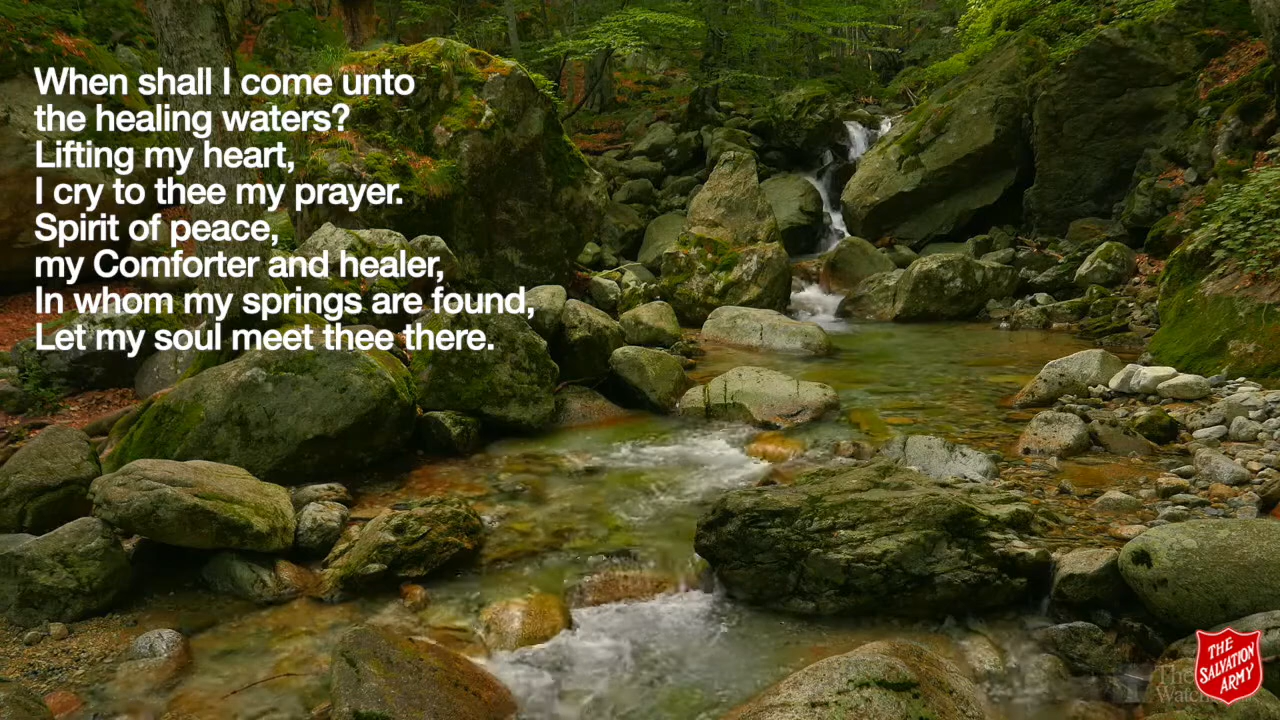 When shall I come unto
the healing waters?
Lifting my heart,
I cry to thee my prayer.
Spirit of peace,
my Comforter and healer,
In whom my springs are found,
Let my soul meet thee there.
THE
SALVATION
ARMY
The